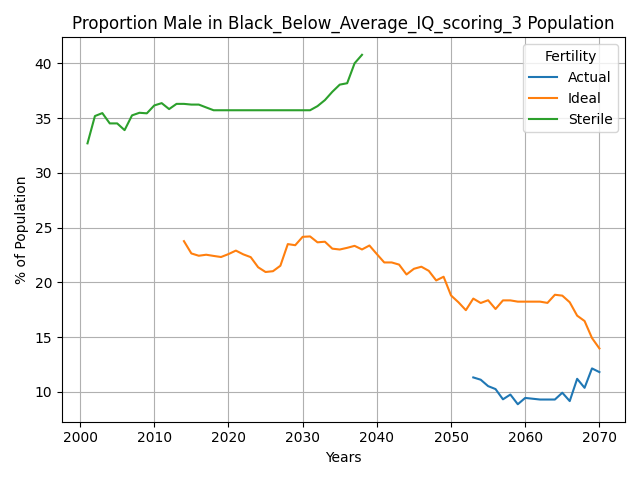 Proportion Male in Black_Below_Average_IQ_scoring_3 Population
Fertility
Actual
Ideal
Sterile
% of Population
40
35
30
25
20
15
10
2000
2010
2020
2030
2040
2050
2060
2070
Years